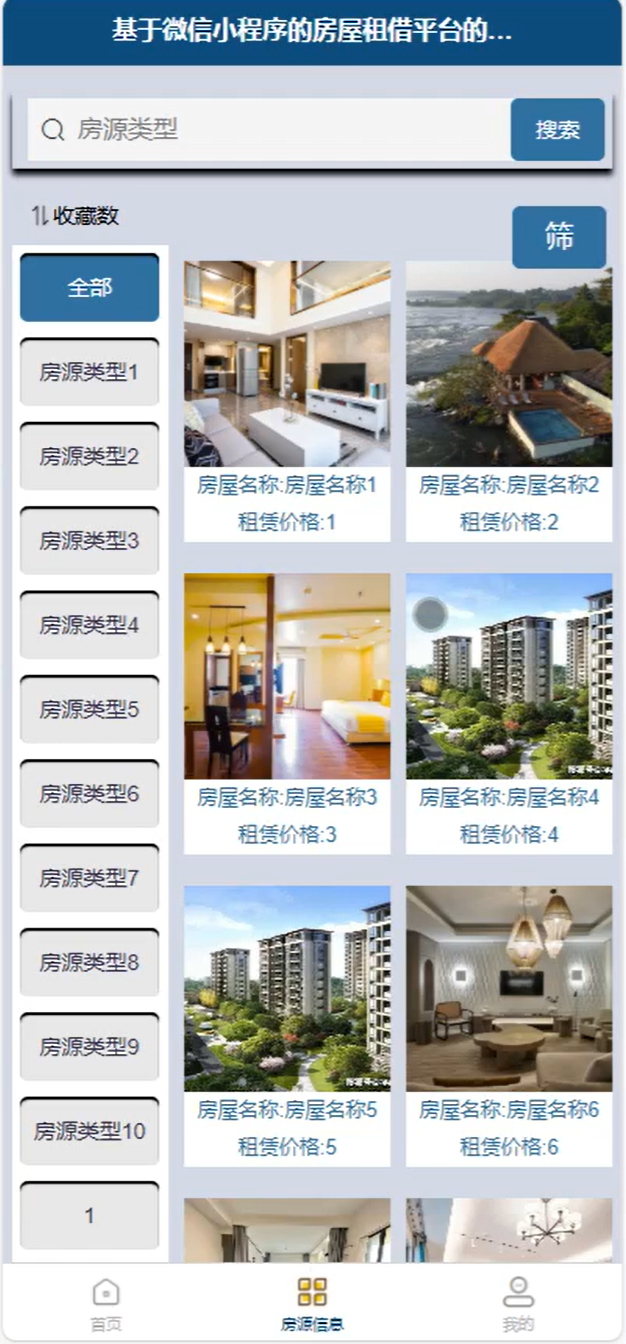 基于微信小程序的房屋租借平台的...
房源类型
搜索
收藏数
筛
全部
房源类型1
房源类型2
房源类型3
房源类型4
房源类型5
房源类型6
房源类型7
房源类型8
房源类型9
房源类型10
1
房屋名称:房屋名称1
租赁价格:1
房屋名称:房屋名称2
租赁价格:2
房屋名称:房屋名称3
租赁价格:3
房屋名称:房屋名称4
租赁价格:4
房屋名称:房屋名称5
租赁价格:5
房屋名称:房屋名称6
租赁价格:6
首页
房源信息
我的